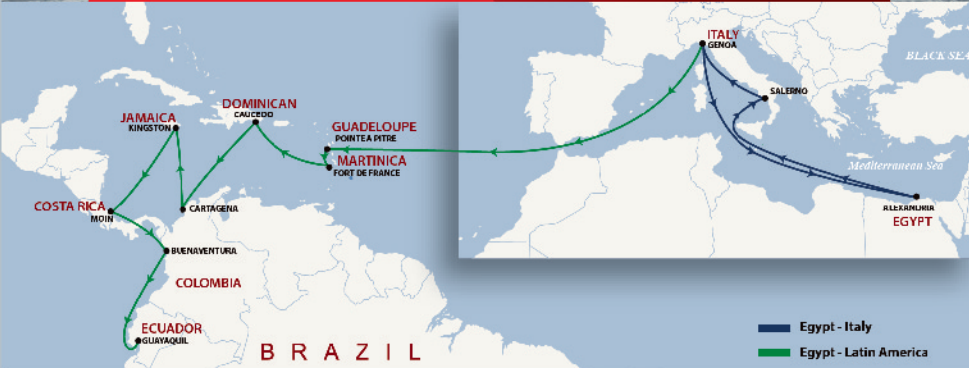 ITALY
GENOA
BLACK SEA
SALERNO
Mediterranean Sea
ALEXANDRIA
EGYPT
DOMINICAN
CAUCEDO
JAMAICA
KINGSTON
GUADELOUPE
POINTE A PITRE
MARTINICA
FORT DE FRANCE
COSTA RICA
MOIN
CARTAGENA
BUENAVENTURA
COLOMBIA
ECUADOR
GUAYAQUIL
BRAZIL
Egypt - Italy
Egypt - Latin America